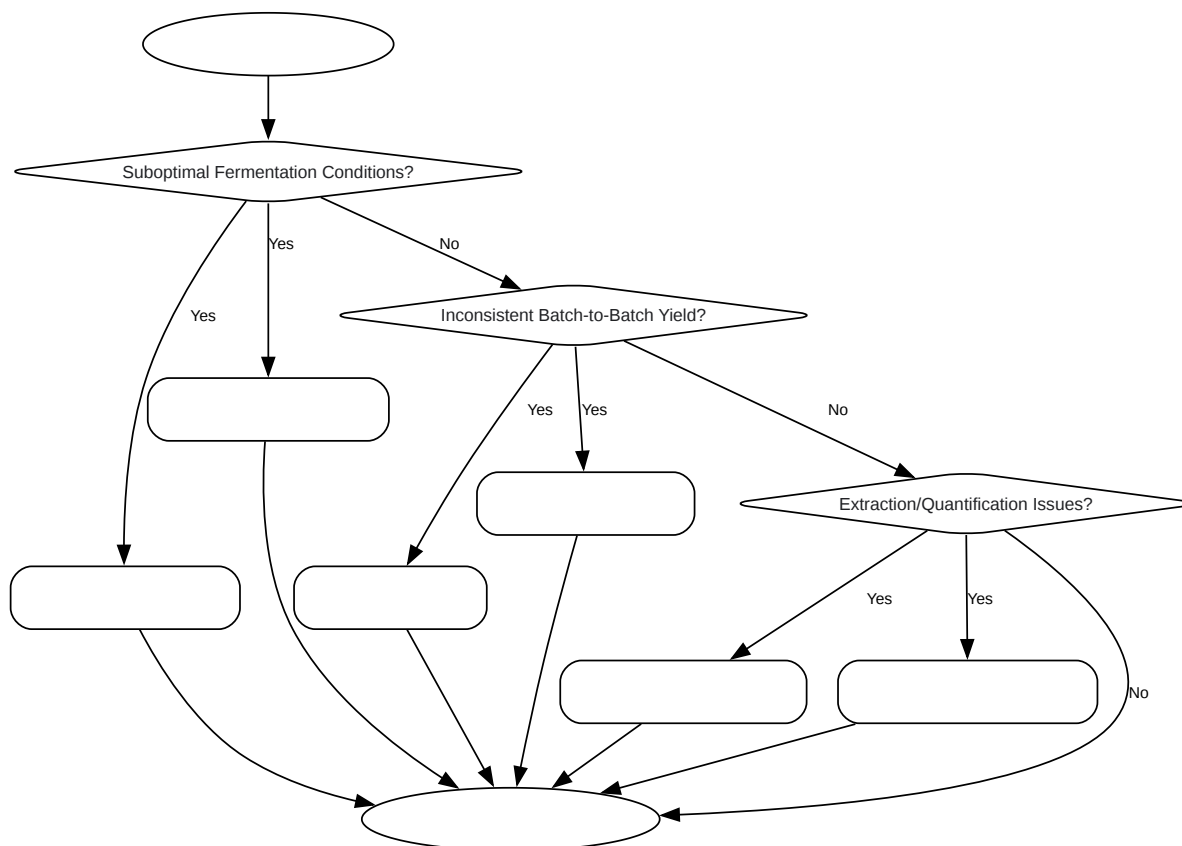 Suboptimal Fermentation Conditions?
Yes
No
Yes
Inconsistent Batch-to-Batch Yield?
Yes
Yes
No
Extraction/Quantification Issues?
Yes
Yes
No